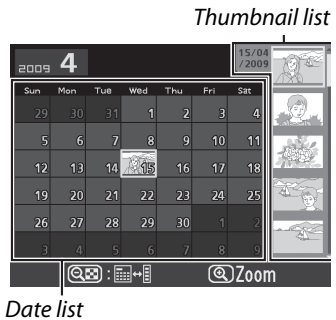 Thumbnail list
2009 4
15/04
/2009
Sun Mon Tue Wed Thu Fri Sat
29 30 31 1 2 3 4
5 6 7 8 9 10 11
12 13 14 15 16 17 18
19 20 21 22 23 24 25
26 27 28 29 30 1 2
3 4 5 6 7 8 9
: Zoom
Date list